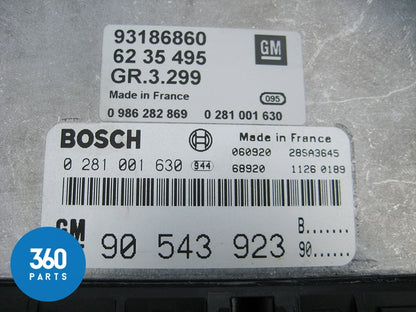 93186860
GM
62 35 495
GR.3.299
Made in France
095
0 986 282 869 0 281 001 630
BOSCH
Made in France
0 281 001 630 944
060920 285A3645
68920 1126 0189
GM
90 543 923
B......
90......
360
PARTS